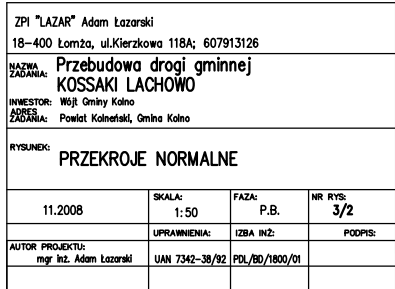 ZPI "LAZAR" Adam Łazarski
18-400 Łomża, ul.Kierzkowa 118A; 607913126
NAZWA ZADANIA: Przebudowa drogi gminnej
KOSSAKI LACHOWO
INWESTOR: Wójt Gminy Kolno
ADRES ZADANIA: Powiat Kolneński, Gmina Kolno
RYSUNEK: PRZEKROJE NORMALNE
SKALA: FAZA: NR RYS:
11.2008 1:50 P.B. 3/2
UPRAWNIENIA: IZBA INŻ: PODPIS:
AUTOR PROJEKTU:
mgr inż. Adam Łazarski UAN 7342-38/92 PDL/BD/1800/01